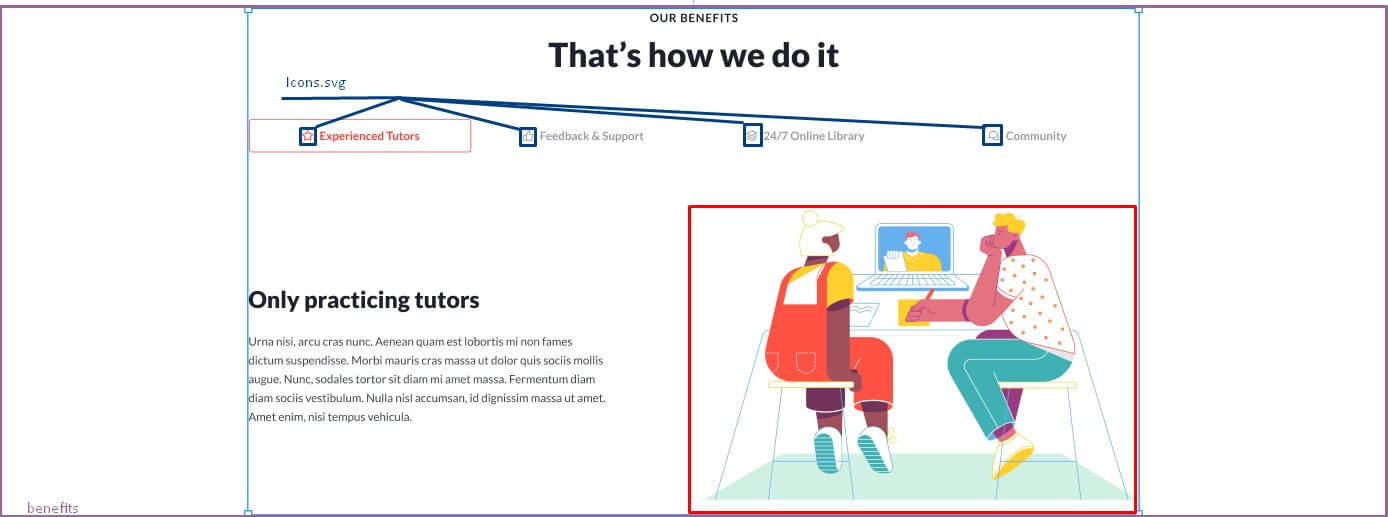 OUR BENEFITS
That's how we do it
Icons.svg
Experienced Tutors
Feedback & Support
24/7 Online Library
Community
Only practicing tutors
Urna nisi, arcu cras nunc. Aenean quam est lobortis mi non fames
dictum suspendisse. Morbi mauris cras massa ut dolor quis sociis mollis
augue. Nunc, sodales tortor sit diam mi amet massa. Fermentum diam
diam sociis vestibulum. Nulla nisl accumsan, id dignissim massa ut amet.
Amet enim, nisi tempus vehicula.
benefits